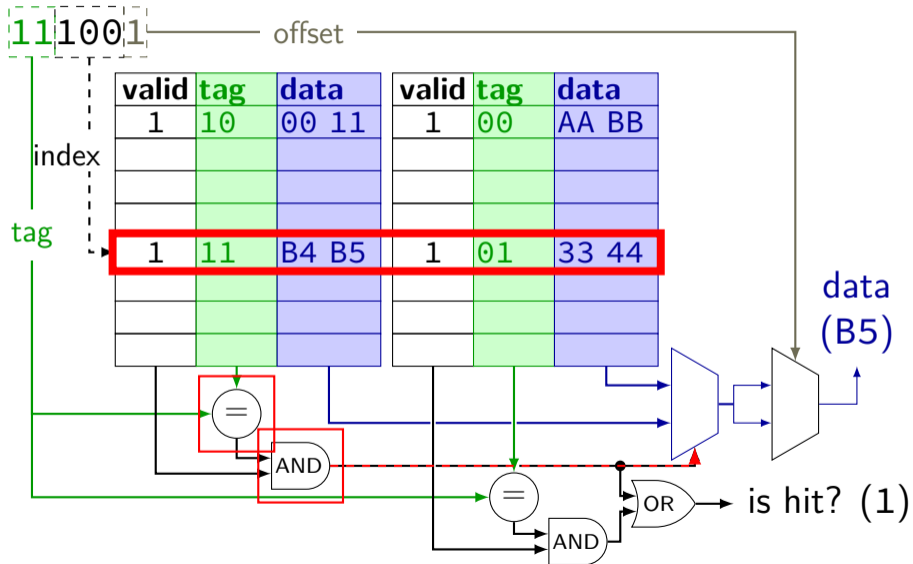 111001
offset
valid tag data valid tag data
1 10 00 11 1 00 AA BB
index
tag
1 11 B4 B5 1 01 33 44
data
(B5)
=
AND
=
OR
is hit? (1)
AND